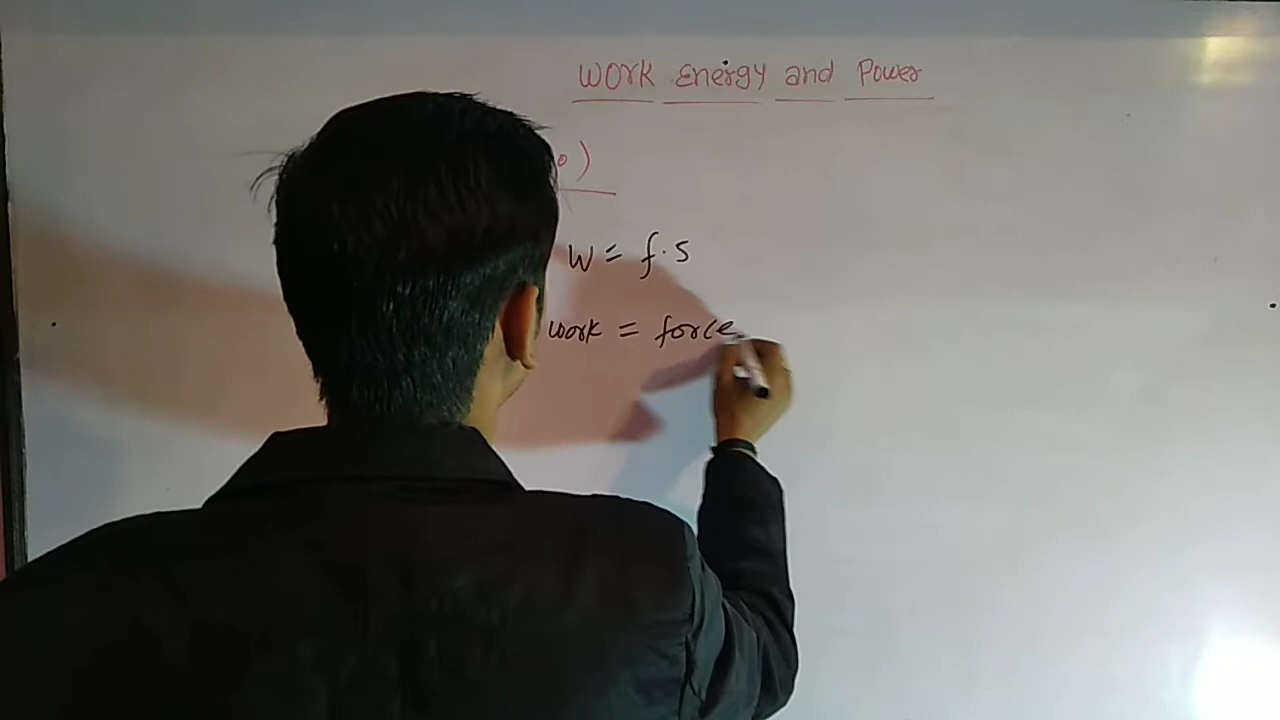 Work Energy and Power
W = f·s
work = force